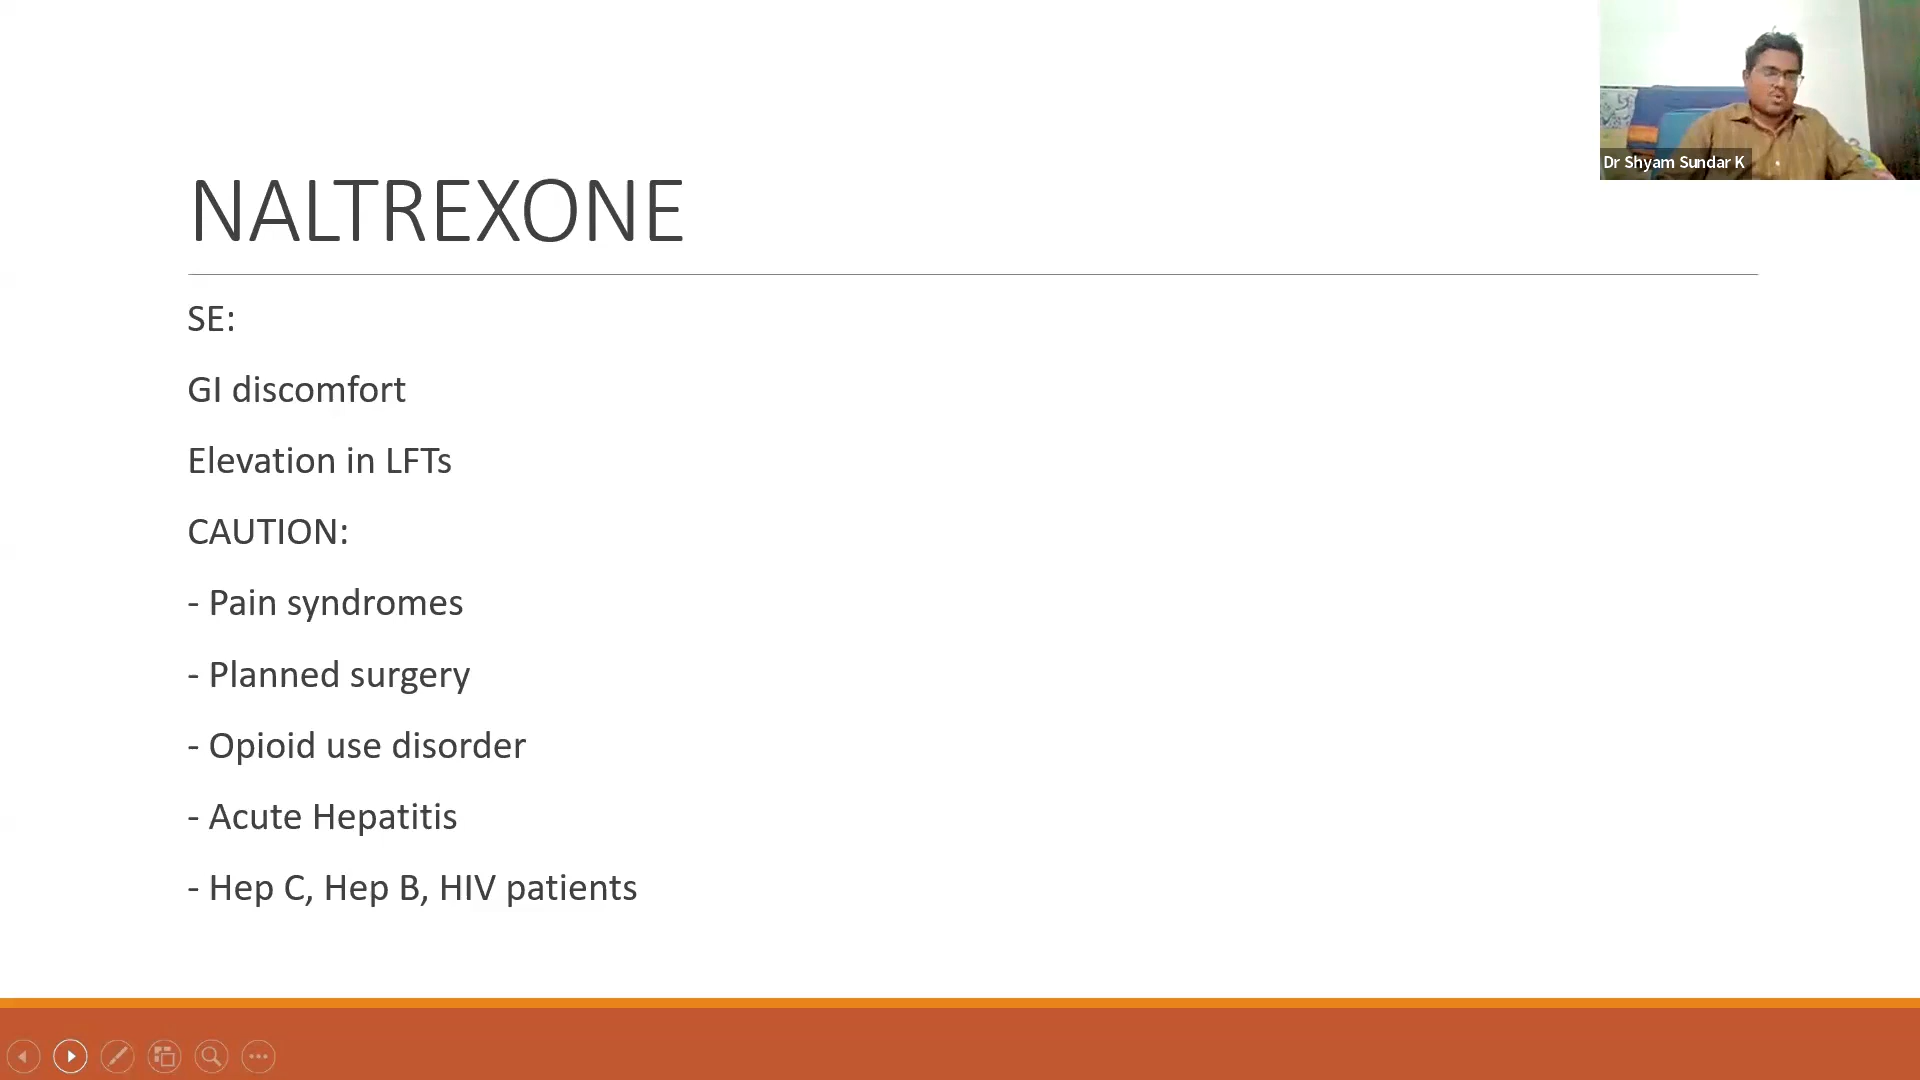 Dr Shyam Sundar K
NALTREXONE
SE:
GI discomfort
Elevation in LFTs
CAUTION:
- Pain syndromes
- Planned surgery
- Opioid use disorder
- Acute Hepatitis
- Hep C, Hep B, HIV patients